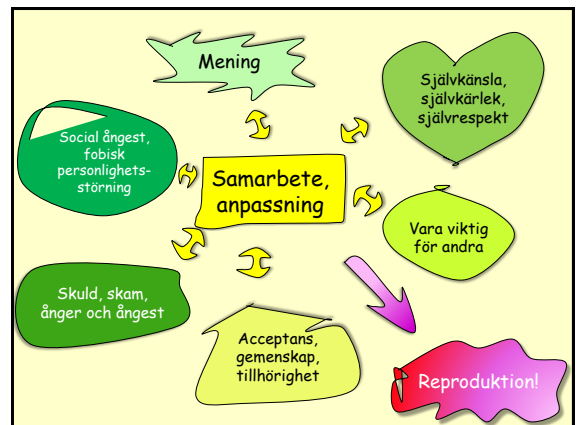 Mening
Självkänsla,
självkärlek,
självrespekt
Social ångest,
fobisk
personlighets-
störning
Samarbete,
anpassning
Vara viktig
för andra
Skuld, skam,
ånger och ångest
Acceptans,
gemenskap,
tillhörighet
Reproduktion!